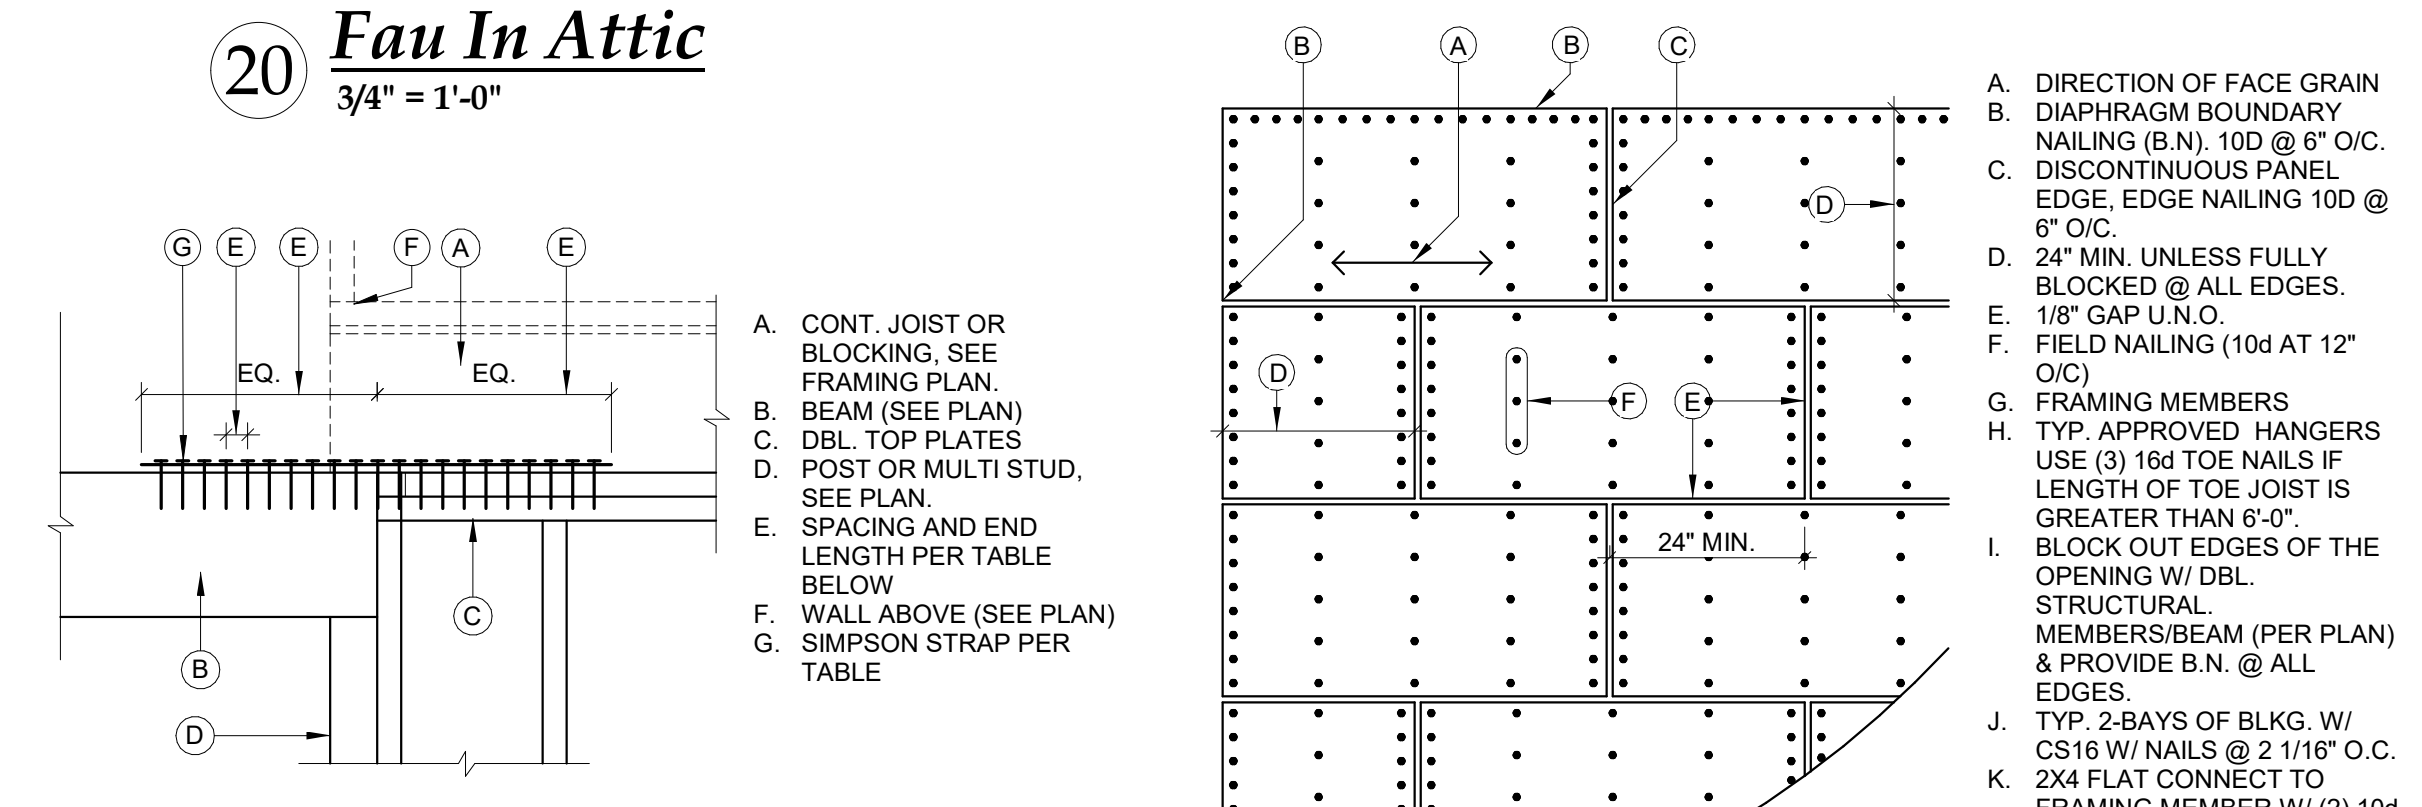 20
Fau In Attic
3/4" = 1'-0"
G E E F A E
EQ. EQ.
C
B
D
A. CONT. JOIST OR
BLOCKING, SEE
FRAMING PLAN.
B. BEAM (SEE PLAN)
C. DBL. TOP PLATES
D. POST OR MULTI STUD,
SEE PLAN.
E. SPACING AND END
LENGTH PER TABLE
BELOW
F. WALL ABOVE (SEE PLAN)
G. SIMPSON STRAP PER
TABLE
B A B C
D
D
F E
24" MIN.
A. DIRECTION OF FACE GRAIN
B. DIAPHRAGM BOUNDARY
NAILING (B.N). 10D @ 6" O/C.
C. DISCONTINUOUS PANEL
EDGE, EDGE NAILING 10D @
6" O/C.
D. 24" MIN. UNLESS FULLY
BLOCKED @ ALL EDGES.
E. 1/8" GAP U.N.O.
F. FIELD NAILING (10d AT 12"
O/C)
G. FRAMING MEMBERS
H. TYP. APPROVED HANGERS
USE (3) 16d TOE NAILS IF
LENGTH OF TOE JOIST IS
GREATER THAN 6'-0".
I. BLOCK OUT EDGES OF THE
OPENING W/ DBL.
STRUCTURAL.
MEMBERS/BEAM (PER PLAN)
& PROVIDE B.N. @ ALL
EDGES.
J. TYP. 2-BAYS OF BLKG. W/
CS16 W/ NAILS @ 2 1/16" O.C.
K. 2X4 FLAT CONNECT TO
FRAMING MEMBER W/ (2) 10d